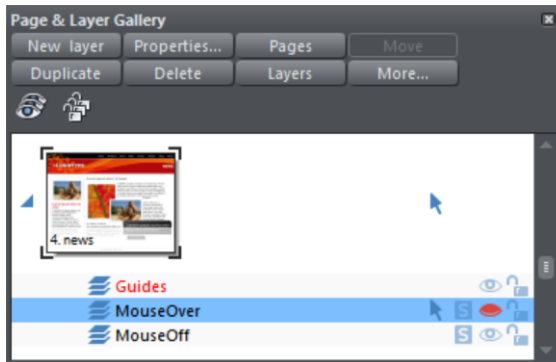 Page & Layer Gallery
New layer Properties... Pages Move
Duplicate Delete Layers More...
4. news
Guides
MouseOver
S
MouseOff
S